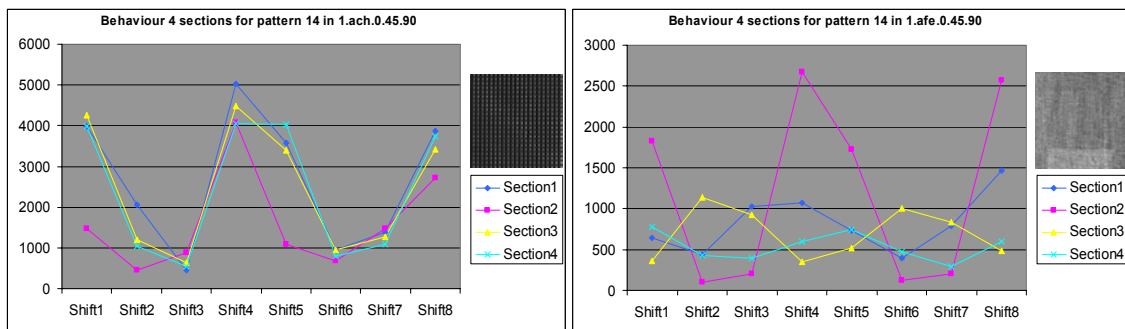 Behaviour 4 sections for pattern 14 in 1.ach.0.45.90
6000
5000
4000
3000
2000
1000
0
Shift1 Shift2 Shift3 Shift4 Shift5 Shift6 Shift7 Shift8
Section1
Section2
Section3
Section4
Behaviour 4 sections for pattern 14 in 1.afe.0.45.90
3000
2500
2000
1500
1000
500
0
Shift1 Shift2 Shift3 Shift4 Shift5 Shift6 Shift7 Shift8
Section1
Section2
Section3
Section4